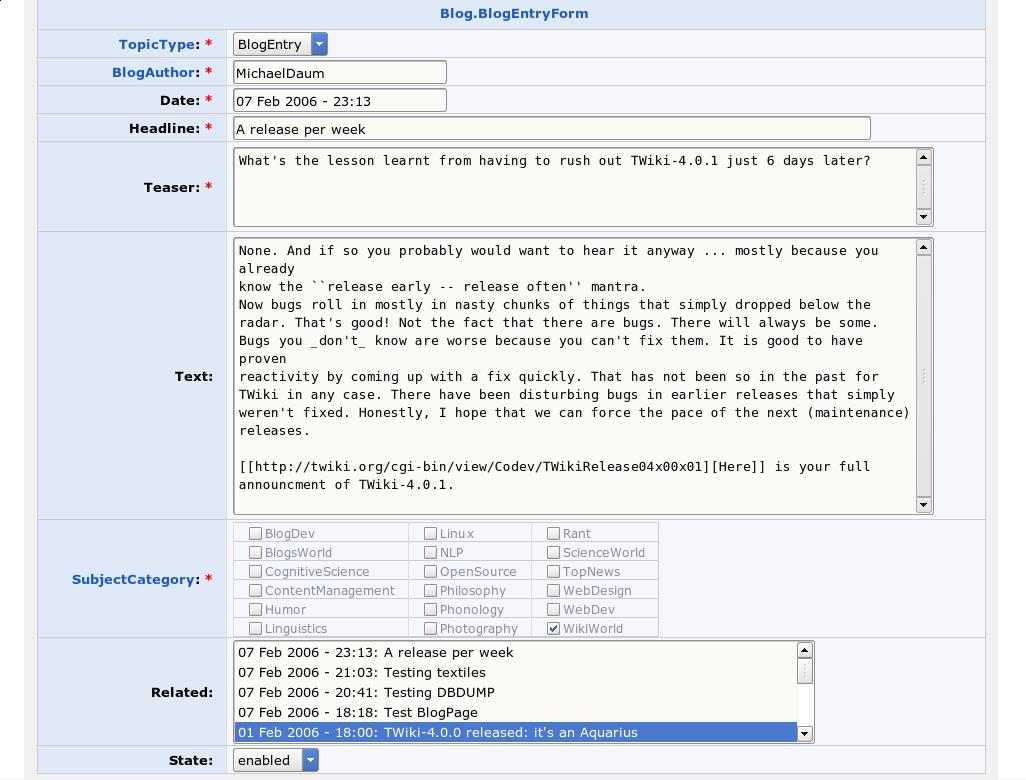 Blog.BlogEntryForm
TopicType: * BlogEntry
BlogAuthor: * MichaelDaum
Date: * 07 Feb 2006 - 23:13
Headline: * A release per week
Teaser: * What's the lesson learnt from having to rush out TWiki-4.0.1 just 6 days later?
Text:
None. And if so you probably would want to hear it anyway ... mostly because you
already
know the ``release early -- release often'' mantra.
Now bugs roll in mostly in nasty chunks of things that simply dropped below the
radar. That's good! Not the fact that there are bugs. There will always be some.
Bugs you _don't_ know are worse because you can't fix them. It is good to have
proven
reactivity by coming up with a fix quickly. That has not been so in the past for
TWiki in any case. There have been disturbing bugs in earlier releases that simply
weren't fixed. Honestly, I hope that we can force the pace of the next (maintenance)
releases.
[[http://twiki.org/cgi-bin/view/Codev/TWikiRelease04x00x01][Here]] is your full
announcment of TWiki-4.0.1.
SubjectCategory: *
BlogDev Linux Rant
BlogsWorld NLP ScienceWorld
CognitiveScience OpenSource TopNews
ContentManagement Philosophy WebDesign
Humor Phonology WebDev
Linguistics Photography WikiWorld
Related:
07 Feb 2006 - 23:13: A release per week
07 Feb 2006 - 21:03: Testing textiles
07 Feb 2006 - 20:41: Testing DBDUMP
07 Feb 2006 - 18:18: Test BlogPage
01 Feb 2006 - 18:00: TWiki-4.0.0 released: it's an Aquarius
State: enabled